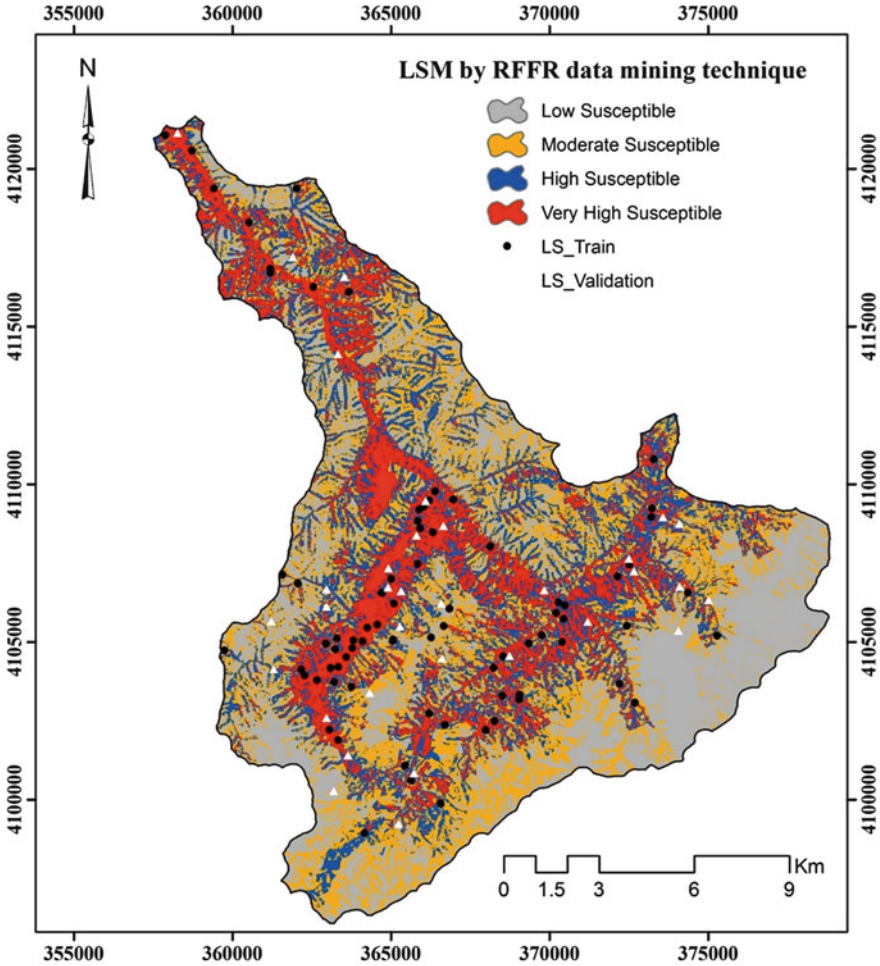 355000 360000 365000 370000 375000
N
LSM by RFFR data mining technique
Low Susceptible
Moderate Susceptible
High Susceptible
Very High Susceptible
LS_Train
LS_Validation
4120000 4120000
4115000 4115000
4110000 4110000
4105000 4105000
4100000 4100000
Km
0 1.5 3 6 9
355000 360000 365000 370000 375000